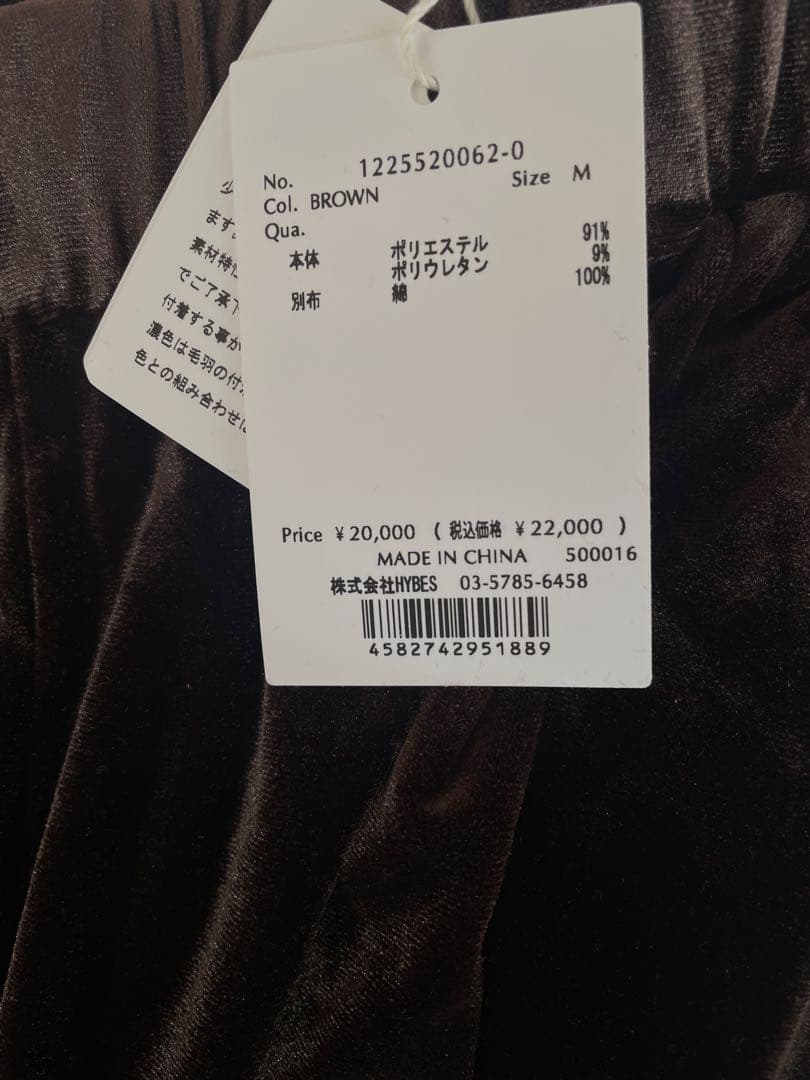 No. 1225520062-0
Col. BROWN Size M
Qua.
本体 ポリエステル 91%
ポリウレタン 9%
別布 綿 100%
Price ¥20,000 ( 税込価格 ¥22,000 )
MADE IN CHINA 500016
株式会社HYBES 03-5785-6458
4582742951889
ます
素材特性
でご了承下
付着する事が
濃色は毛羽の付
色との組み合わせは